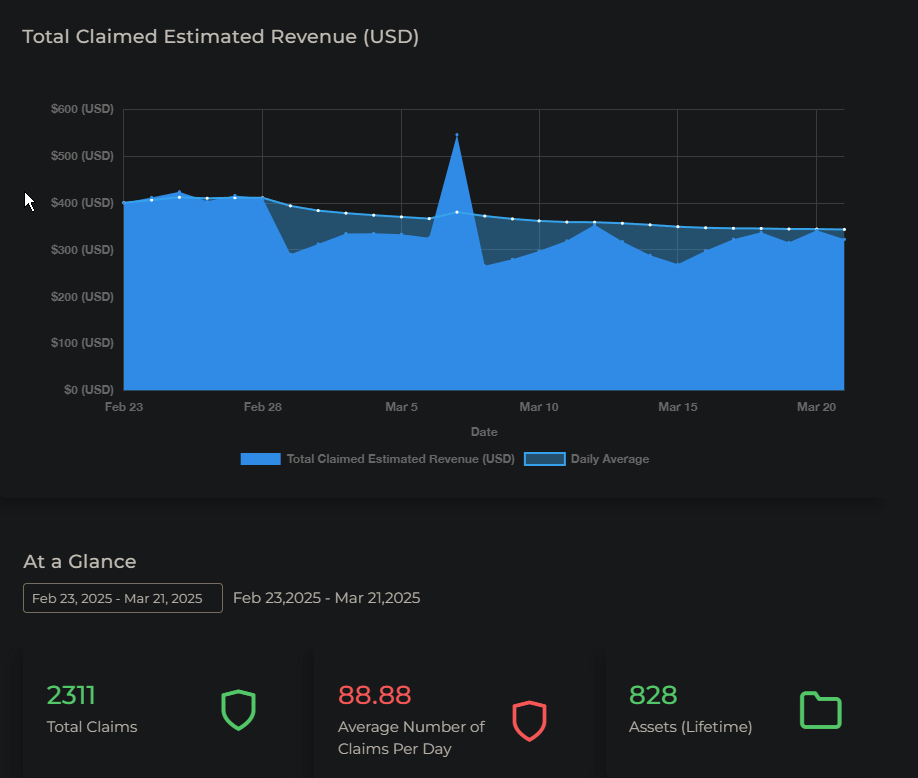 Total Claimed Estimated Revenue (USD)
$600 (USD)
$500 (USD)
$400 (USD)
$300 (USD)
$200 (USD)
$100 (USD)
$0 (USD)
Feb 23 Feb 28 Mar 5 Mar 10 Mar 15 Mar 20
Date
Total Claimed Estimated Revenue (USD) Daily Average
At a Glance
Feb 23, 2025 - Mar 21, 2025 Feb 23,2025 - Mar 21,2025
2311 88.88 828
Total Claims Average Number of Assets (Lifetime)
Claims Per Day